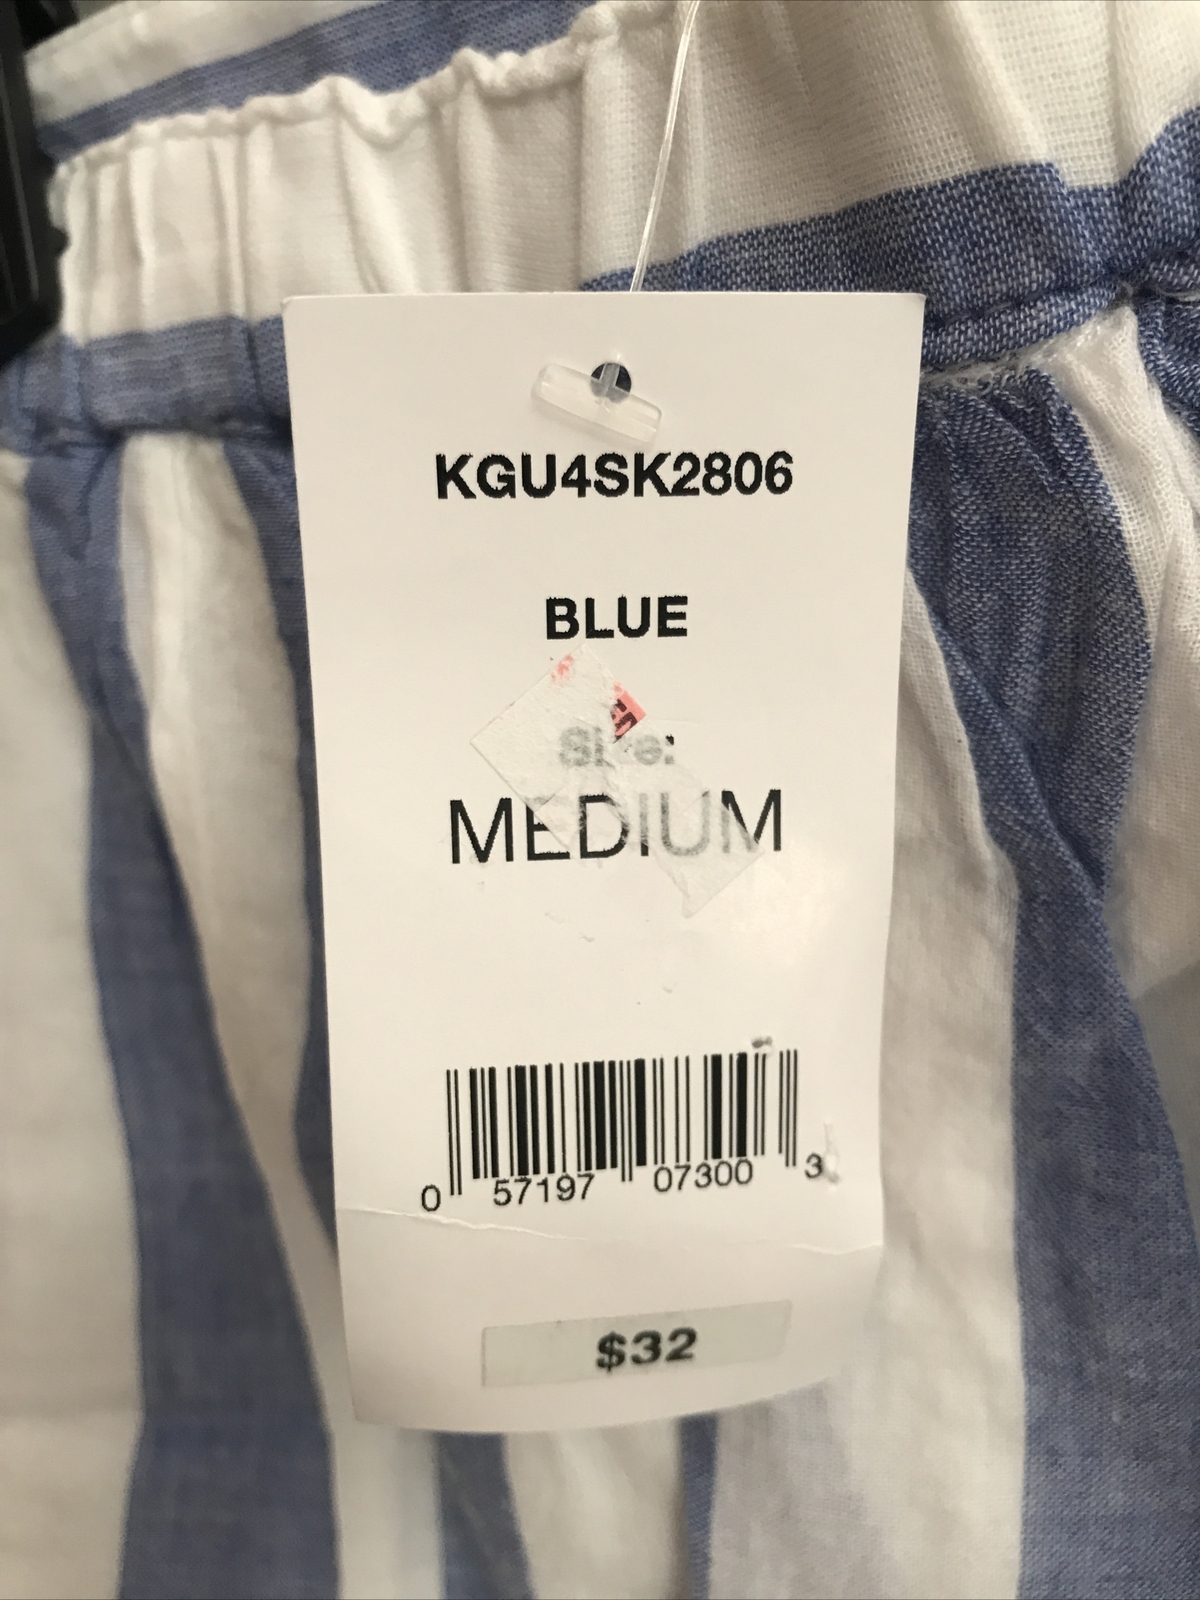 KGU4SK2806
BLUE
Size:
MEDIUM
0 57197 07300 3
$32